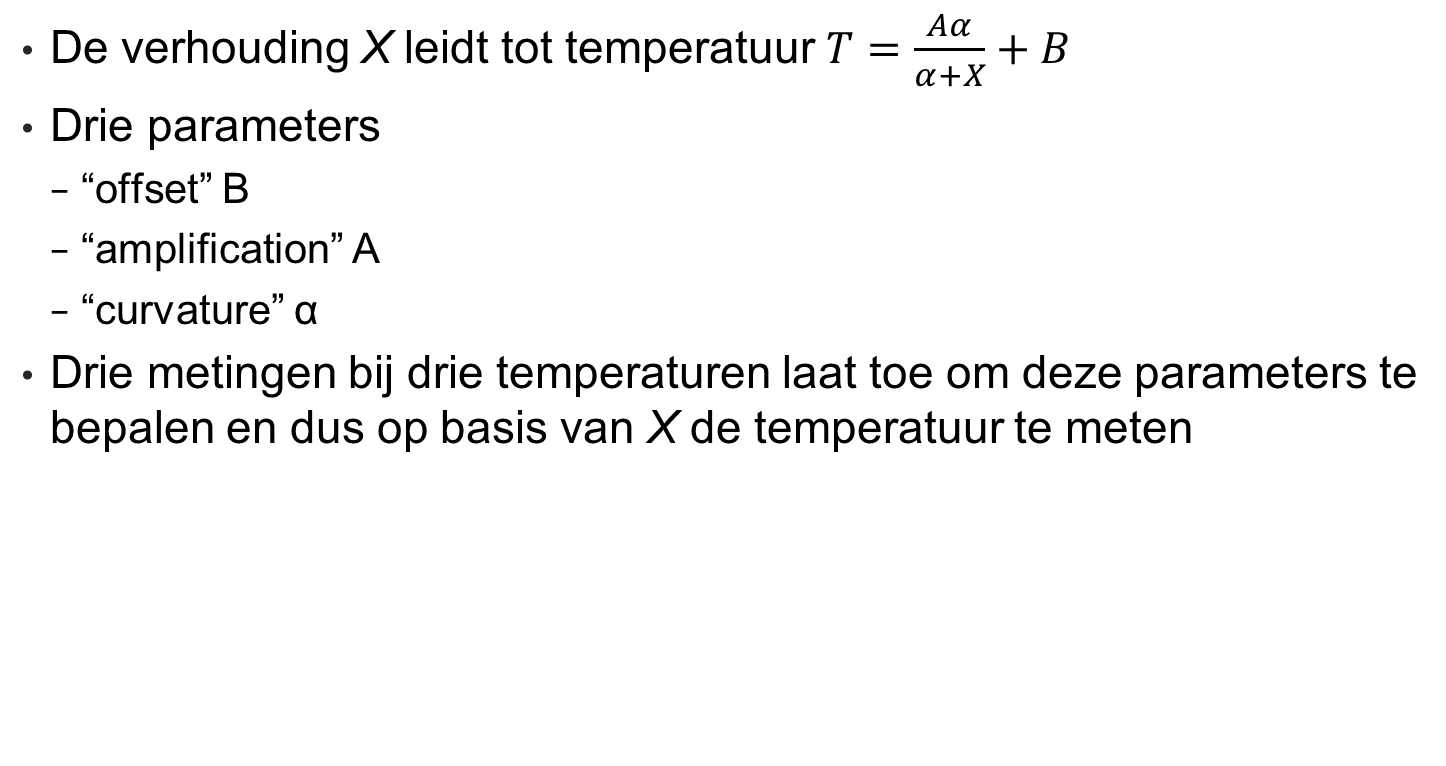 • De verhouding X leidt tot temperatuur T = Aα/(α+X) + B
• Drie parameters
– “offset” B
– “amplification” A
– “curvature” α
• Drie metingen bij drie temperaturen laat toe om deze parameters te
bepalen en dus op basis van X de temperatuur te meten